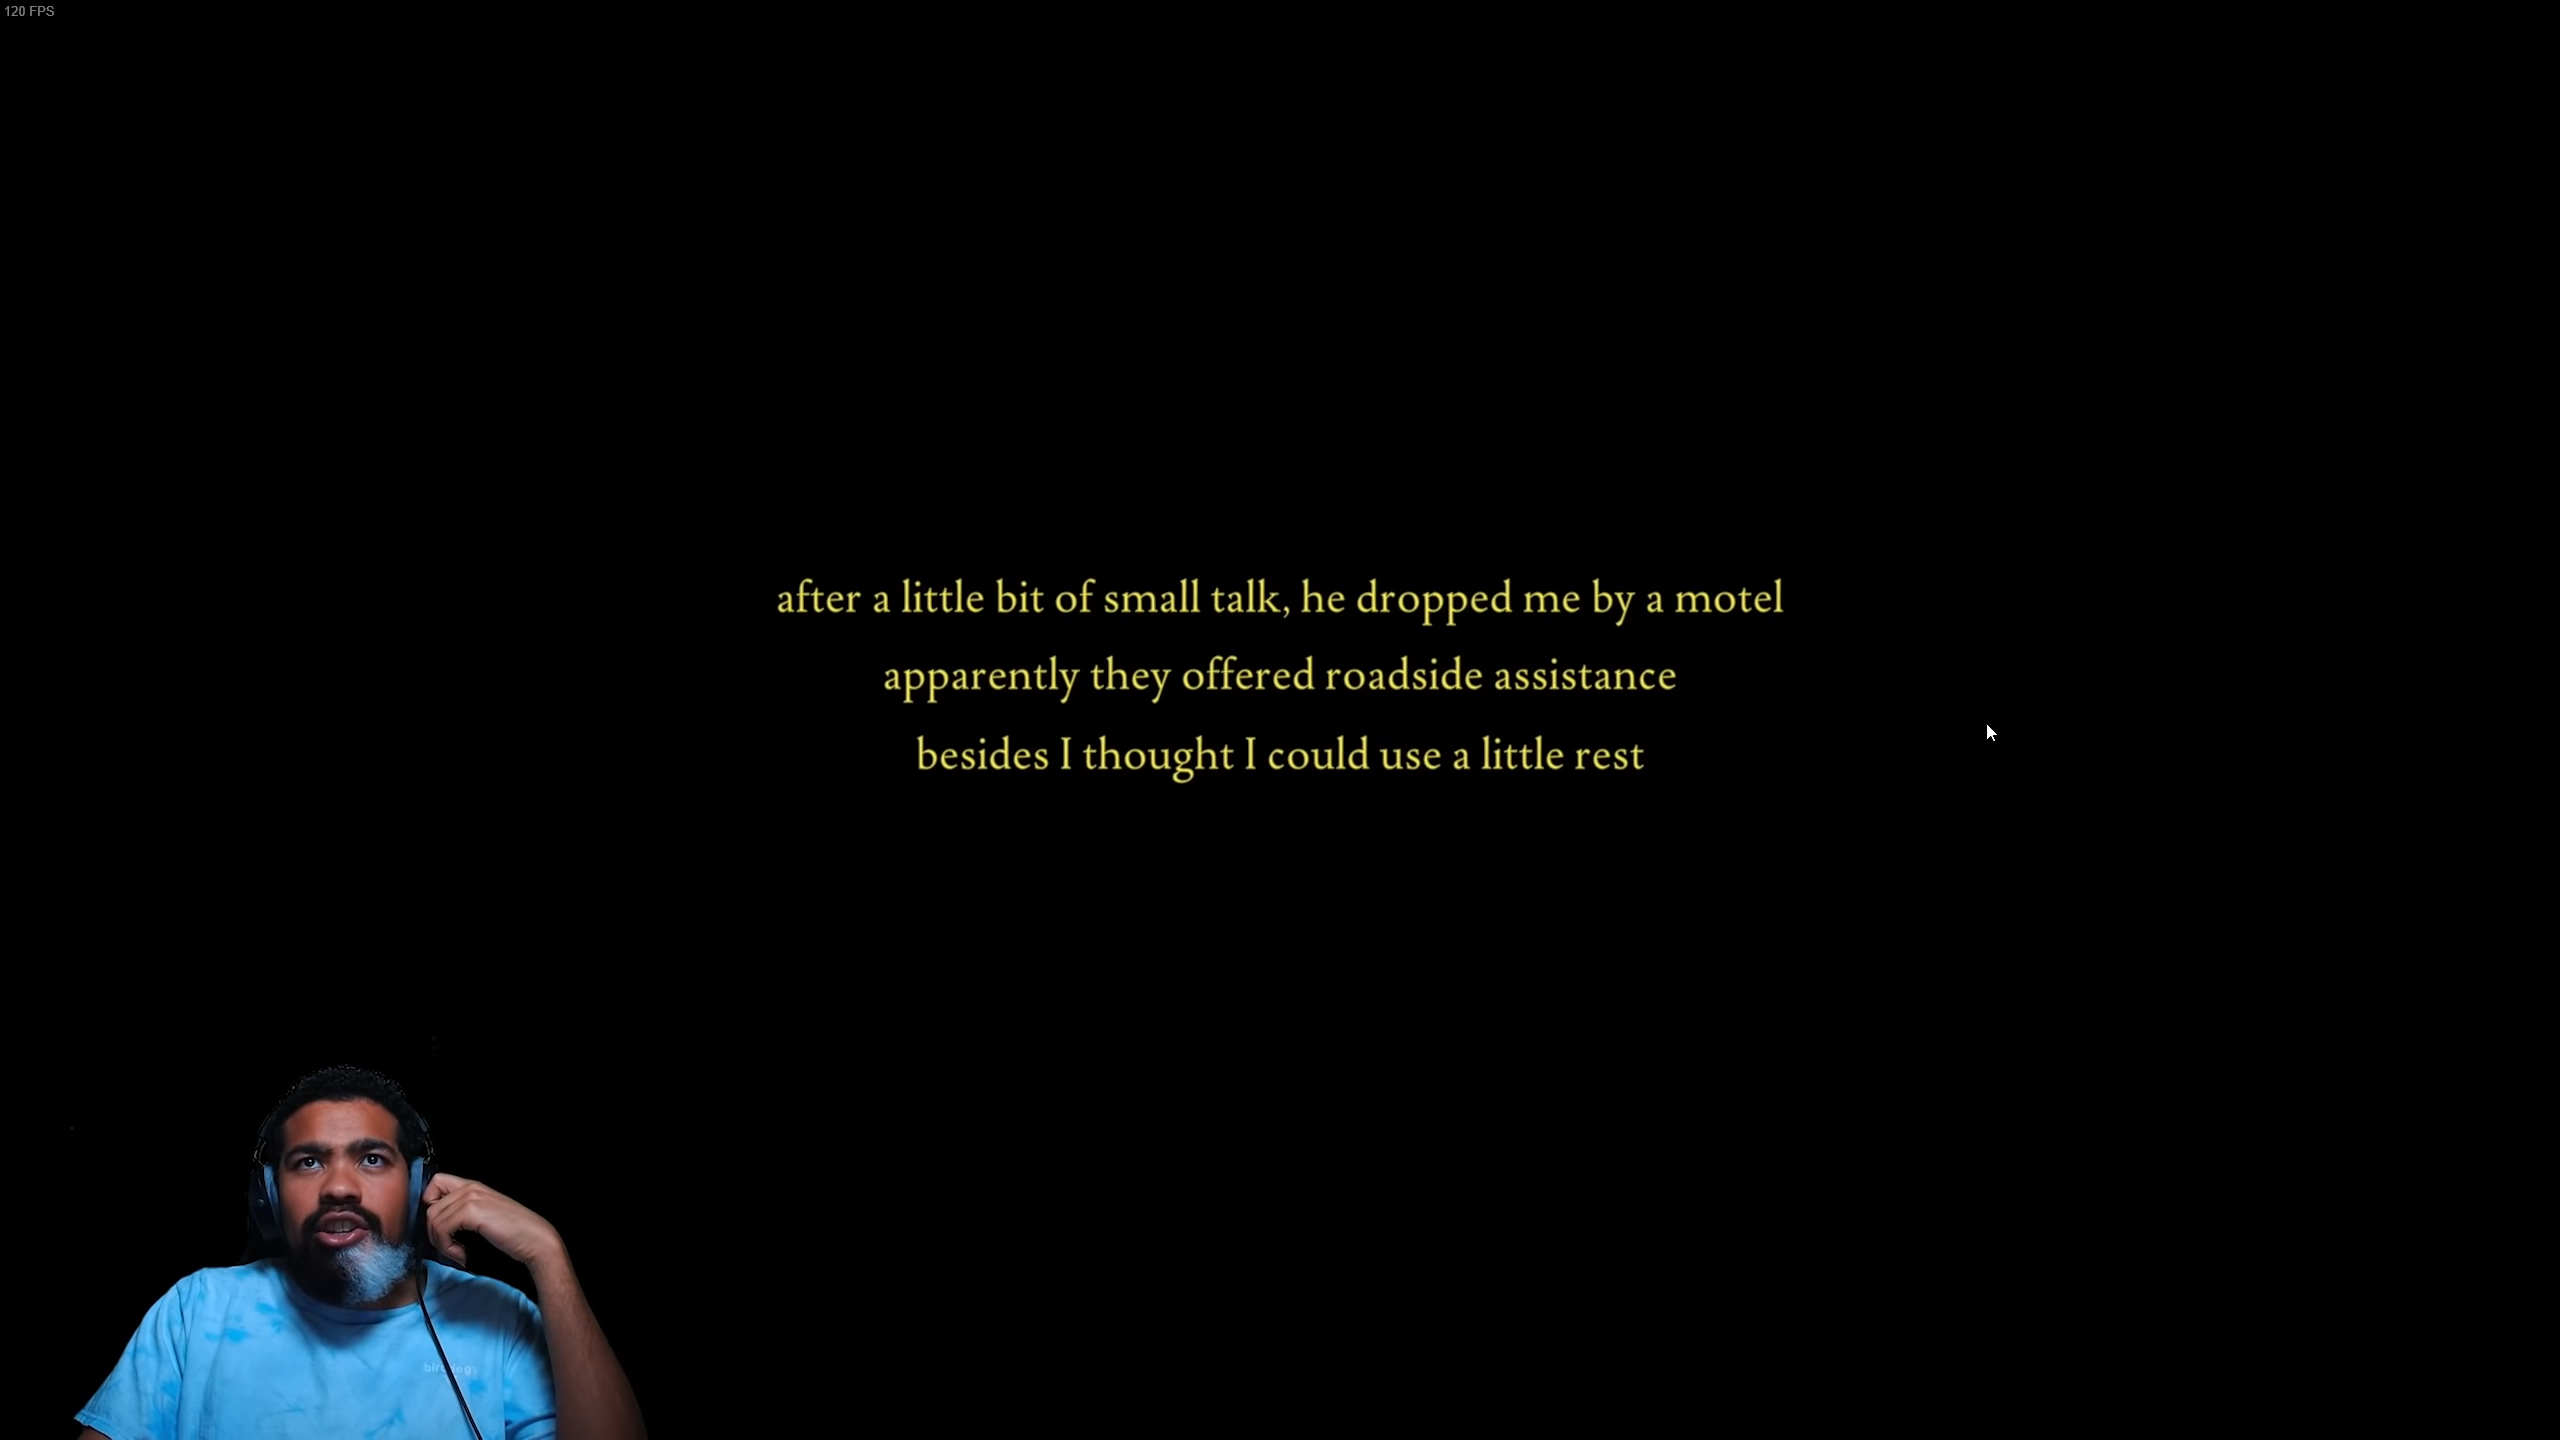 120 FPS
after a little bit of small talk, he dropped me by a motel
apparently they offered roadside assistance
besides I thought I could use a little rest